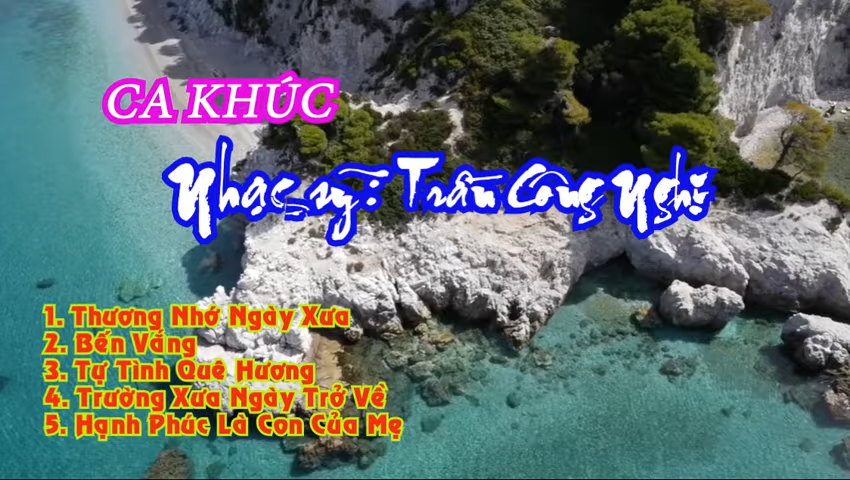 CA KHÚC
Nhạc sỹ: Trần Công Nghị
1. Thương Nhớ Ngày Xưa
2. Bến Vắng
3. Tự Tình Quê Hương
4. Trường Xưa Ngày Trở Về
5. Hạnh Phúc Là Con Của Mẹ